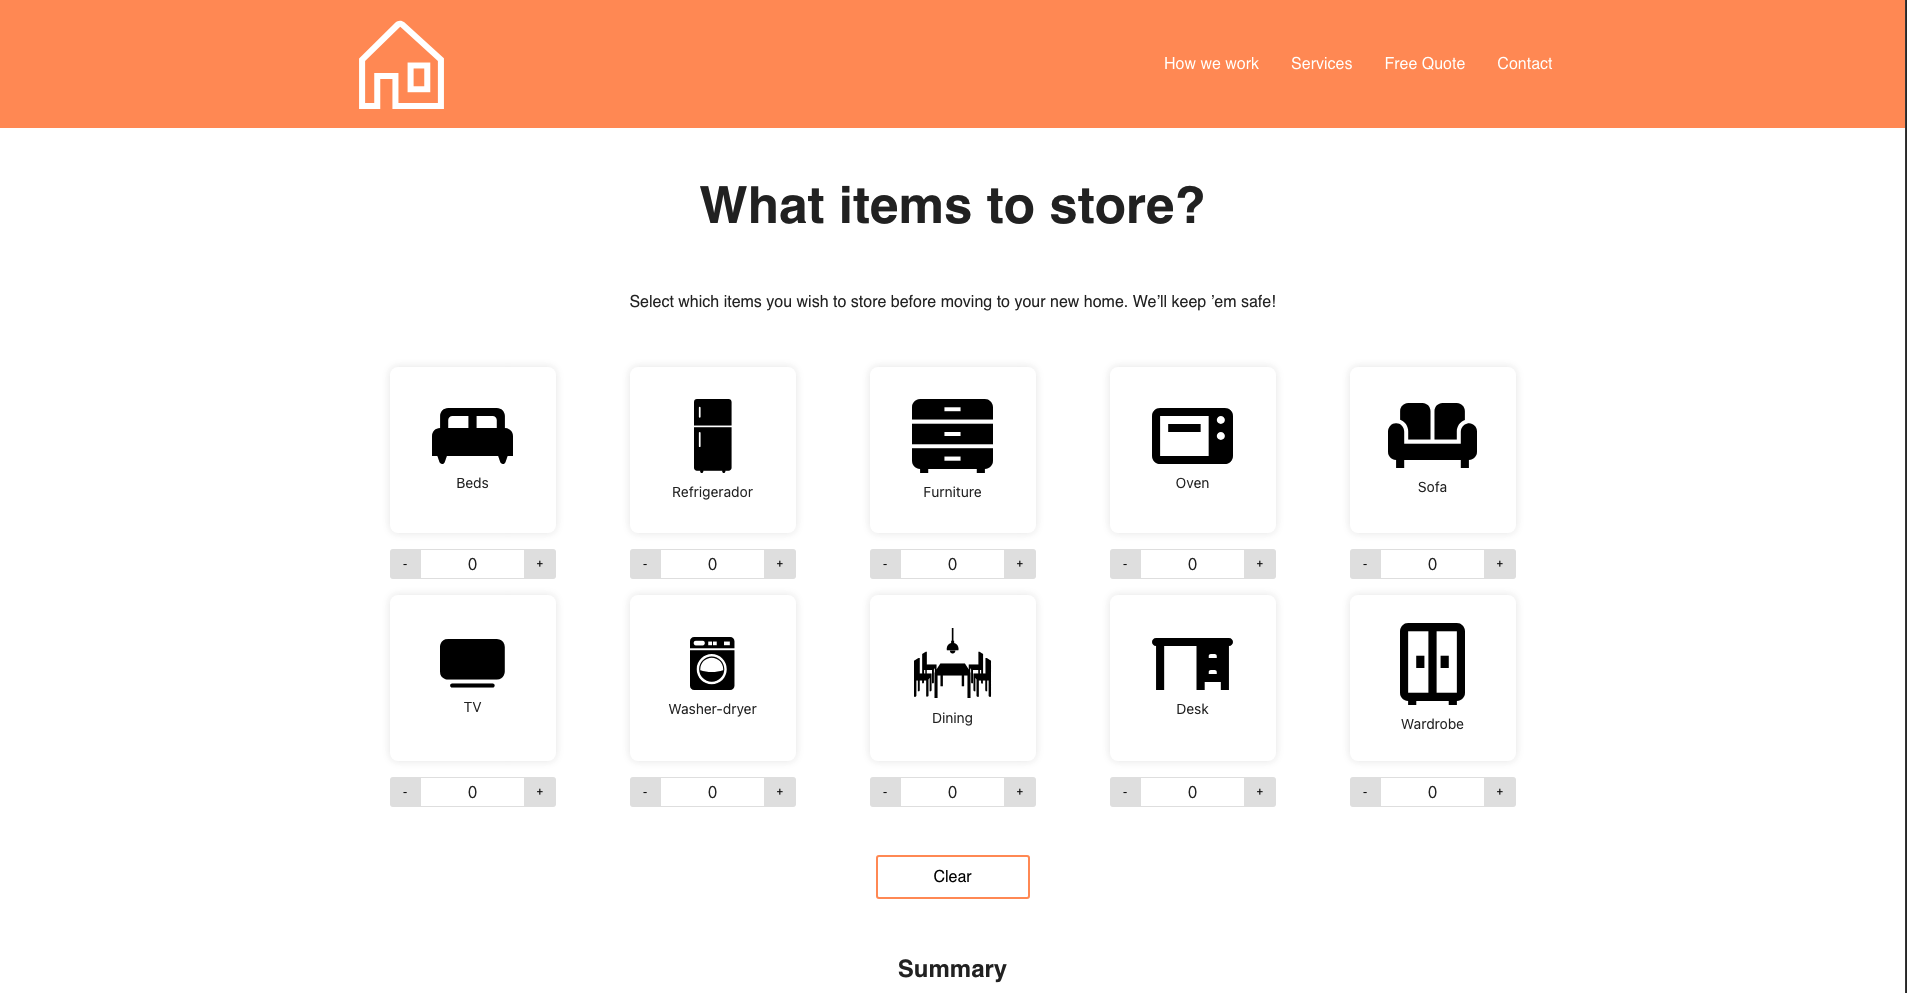 How we work Services Free Quote Contact
What items to store?
Select which items you wish to store before moving to your new home. We’ll keep ’em safe!
Beds Refrigerador Furniture Oven Sofa
- 0 + - 0 + - 0 + - 0 + - 0 +
TV Washer-dryer Dining Desk Wardrobe
- 0 + - 0 + - 0 + - 0 + - 0 +
Clear
Summary